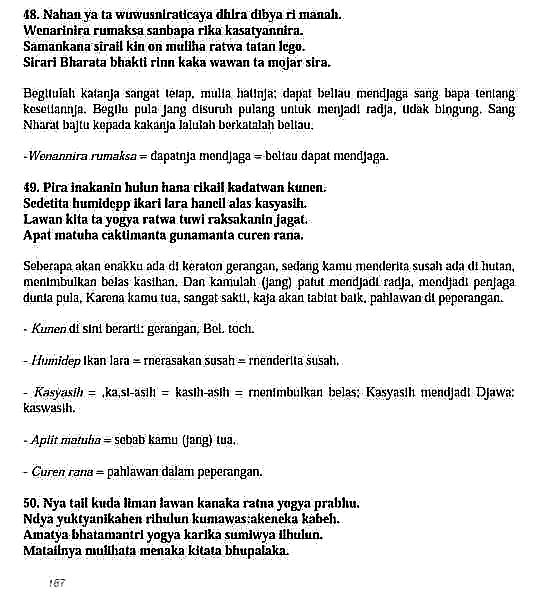 48. Nahan ya ta wuwusniraticaya dhira dibya ri manah.
Wenarinira rumaksa sanbapa rika kasatyannira.
Samankana sirail kin on muliha ratwa tatan lego.
Sirari Bharata bhakti rinn kaka wawan ta mojar sira.
Begitulah katanja sangat tetap, mulia hatinja; dapat beliau mendjaga sang bapa tentang
kesetiannja. Begitu pula jang disuruh pulang untuk menjadi radja, tidak bingung. Sang
Nharat bajtu kepada kakanja lalulah berkatalah beliau.
-Wenannira rumaksa = dapatnja mendjaga = beliau dapat mendjaga.
49. Pira inakanin hulun hana rikail kadatwan kunen.
Sedetita humidepp ikari lara haneil alas kasyasih.
Lawan kita ta yogya ratwa tuwi raksakanin jagat.
Apat matuha caktimanta gunamanta curen rana.
Seberapa akan enakku ada di keraton gerangan, sedang kamu menderita susah ada di hutan,
menimbulkan belas kasihan. Dan kamulah (jang) patut mendjadi radja, mendjadi penjaga
dunia pula, Karena kamu tua, sangat sakti, kaja akan tabiat baik, pahlawan di peperangan.
- Kunen di sini berarti: gerangan, Bel. toch.
- Humidep ikan lara = rnerasakan susah = rnenderita susah.
- Kasyasih = ,ka,si-asih = kasih-asih = rnenimbulkan belas; Kasyasih mendjadi Djawa:
kaswasih.
- Aplit matuha = sebab kamu (jang) tua.
- Curen rana = pahlawan dalam peperangan.
50. Nya tail kuda liman lawan kanaka ratna yogya prabhu.
Ndya yuktyanikahen rihulun kumawas:akeneka kabeh.
Amatya bhatamantri yogya karika sumiwya ilhulun.
Matailnya mulihata menaka kitata bhupalaka.
167